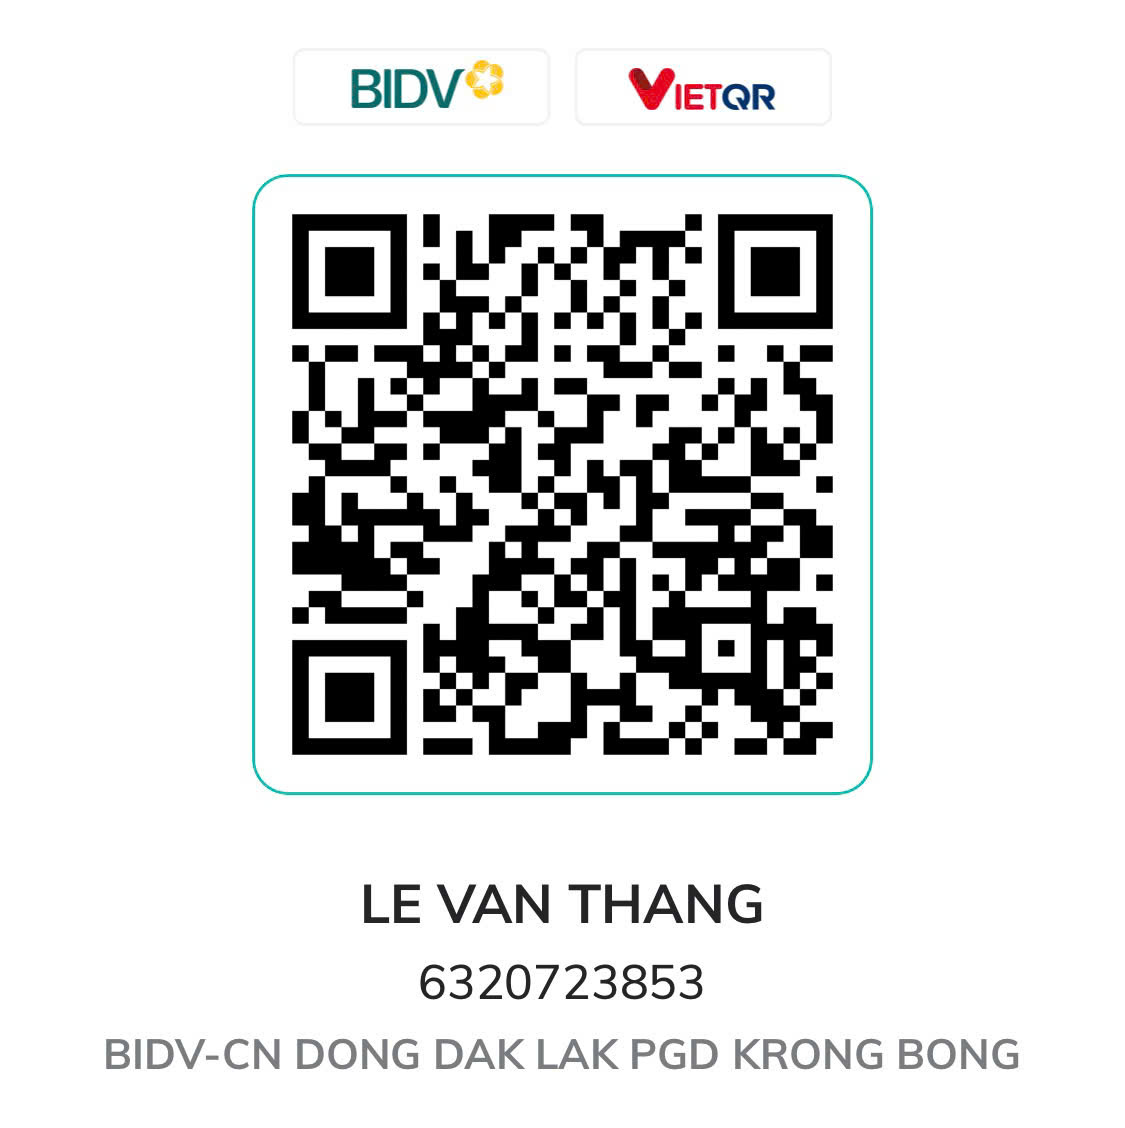 BIDV VIETQR
LE VAN THANG
6320723853
BIDV-CN DONG DAK LAK PGD KRONG BONG